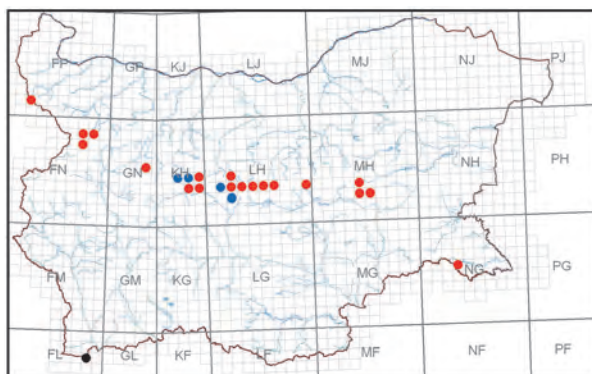 FP GP KJ LJ MJ NJ PJ
FN GN KH LH MH NH PH
FM GM KG LG MG NG PG
FL GL KF LF MF NF PF